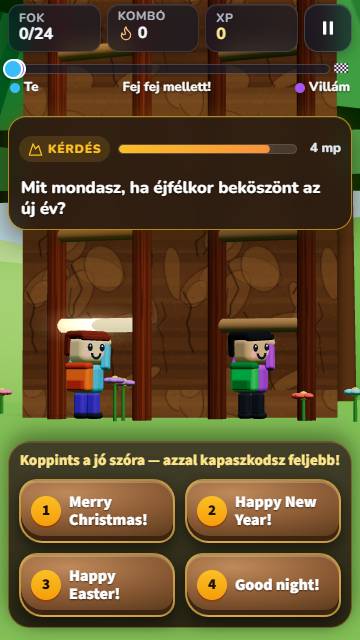 FOK
0/24
KOMBÓ
0
XP
0
Te
Fej fej mellett!
Villám
KÉRDÉS
4 mp
Mit mondasz, ha éjfélkor beköszönt az
új év?
Koppints a jó szóra — azzal kapaszkodsz feljebb!
1
Merry
Christmas!
2
Happy New
Year!
3
Happy
Easter!
4
Good night!